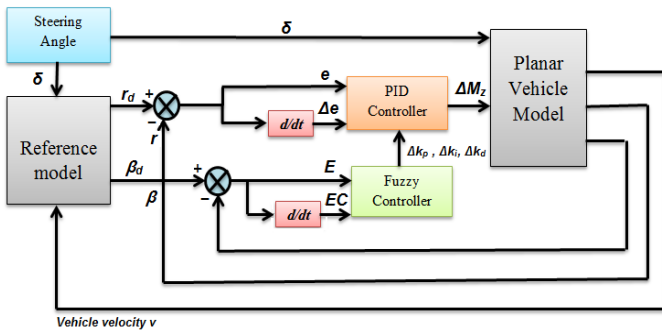 Steering
Angle
δ
δ
Reference
model
r_d
+
−
r
e
Δe
d/dt
PID
Controller
ΔM_z
Planar
Vehicle
Model
β_d
β
+
−
E
EC
d/dt
Fuzzy
Controller
Δk_p , Δk_i, Δk_d
Vehicle velocity v